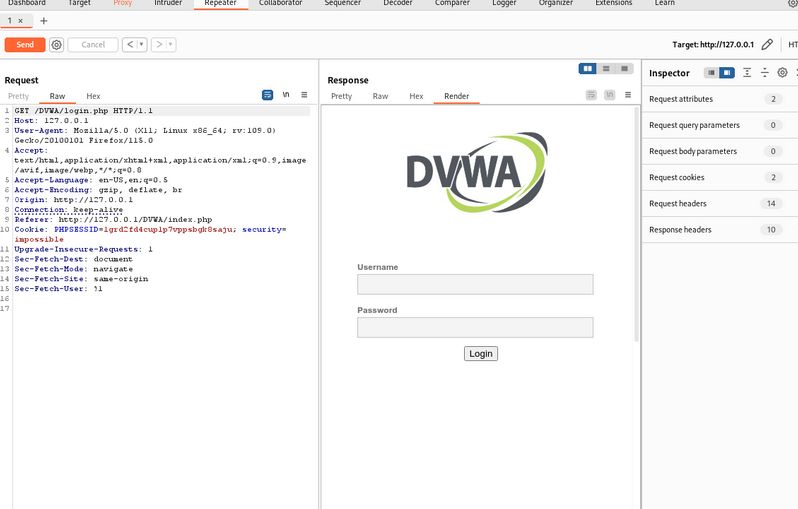 Dashboard Target Proxy Intruder Repeater Collaborator Sequencer Decoder Comparer Logger Organizer Extensions Learn
1 × +
Send Cancel < > Target: http://127.0.0.1 HT
Request
Pretty Raw Hex \n
1 GET /DVWA/login.php HTTP/1.1
2 Host: 127.0.0.1
3 User-Agent: Mozilla/5.0 (X11; Linux x86_64; rv:109.0)
Gecko/20100101 Firefox/115.0
4 Accept:
text/html,application/xhtml+xml,application/xml;q=0.9,image
/avif,image/webp,*/*;q=0.8
5 Accept-Language: en-US,en;q=0.5
6 Accept-Encoding: gzip, deflate, br
7 Origin: http://127.0.0.1
8 Connection: keep-alive
9 Referer: http://127.0.0.1/DVWA/index.php
10 Cookie: PHPSESSID=lgrd2fd4cup1p7vppsbgk8saju; security=
impossible
11 Upgrade-Insecure-Requests: 1
12 Sec-Fetch-Dest: document
13 Sec-Fetch-Mode: navigate
14 Sec-Fetch-Site: same-origin
15 Sec-Fetch-User: ?1
16
17
Response
Pretty Raw Hex Render \n
DVWA
Username
Password
Login
Inspector
Request attributes 2
Request query parameters 0
Request body parameters 0
Request cookies 2
Request headers 14
Response headers 10